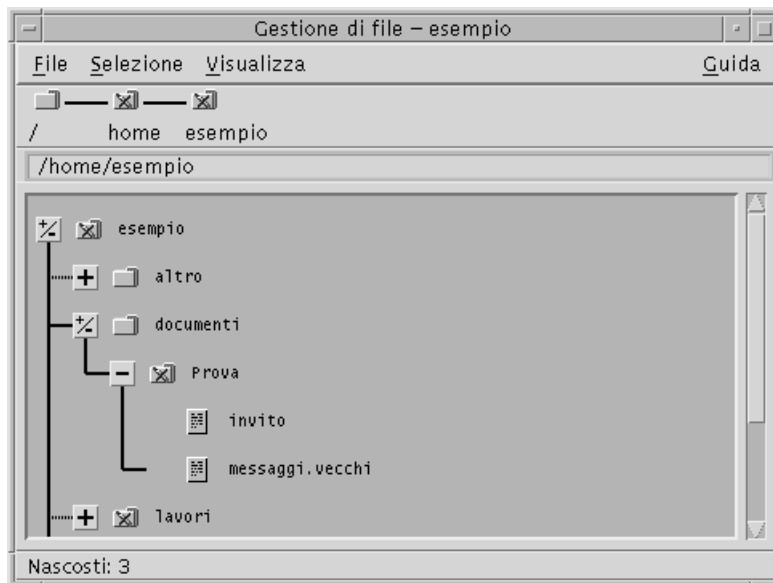 Gestione di file – esempio
File Selezione Visualizza Guida
/ home esempio
/home/esempio
esempio
altro
documenti
Prova
invito
messaggi.vecchi
lavori
Nascosti: 3